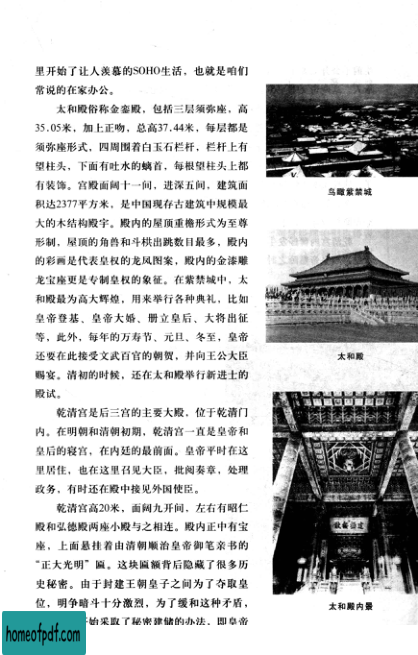 里开始了让人羡慕的SOHO生活，也就是咱们
常说的在家办公。
太和殿俗称金銮殿，包括三层须弥座，高
35.05米，加上正吻，总高37.44米，每层都是
须弥座形式，四周围着白玉石栏杆，栏杆上有
望柱头，下面有吐水的螭首，每根望柱头上都
有装饰。宫殿面阔十一间，进深五间，建筑面
积达2377平方米，是中国现存古建筑中规模最
大的木结构殿宇。殿内的屋顶重檐形式为至尊
形制，屋顶的角兽和斗栱出跳数目最多，殿内
的彩画是代表皇权的龙凤图案，殿内的金漆雕
龙宝座更是专制皇权的象征。在紫禁城中，太
和殿最为高大辉煌，用来举行各种典礼，比如
皇帝登基、皇帝大婚、册立皇后、大将出征
等，此外，每年的万寿节、元旦、冬至，皇帝
还要在此接受文武百官的朝贺，并向王公大臣
赐宴。清初的时候，还在太和殿举行新进士的
殿试。
乾清宫是后三宫的主要大殿，位于乾清门
内。在明朝和清朝初期，乾清宫一直是皇帝和
皇后的寝宫，在内廷的最前面。皇帝平时在这
里居住，也在这里召见大臣，批阅奏章，处理
政务，有时还在殿中接见外国使臣。
乾清宫高20米，面阔九开间，左右有昭仁
殿和弘德殿两座小殿与之相连。殿内正中有宝
座，上面悬挂着由清朝顺治皇帝御笔亲书的
“正大光明”匾。这块匾额背后隐藏了很多历
史秘密。由于封建王朝皇子之间为了夺取皇
位，明争暗斗十分激烈，为了缓和这种矛盾，
开始采取了秘密建储的办法，即皇帝
鸟瞰紫禁城
太和殿
太和殿内景
homeofpdf.com